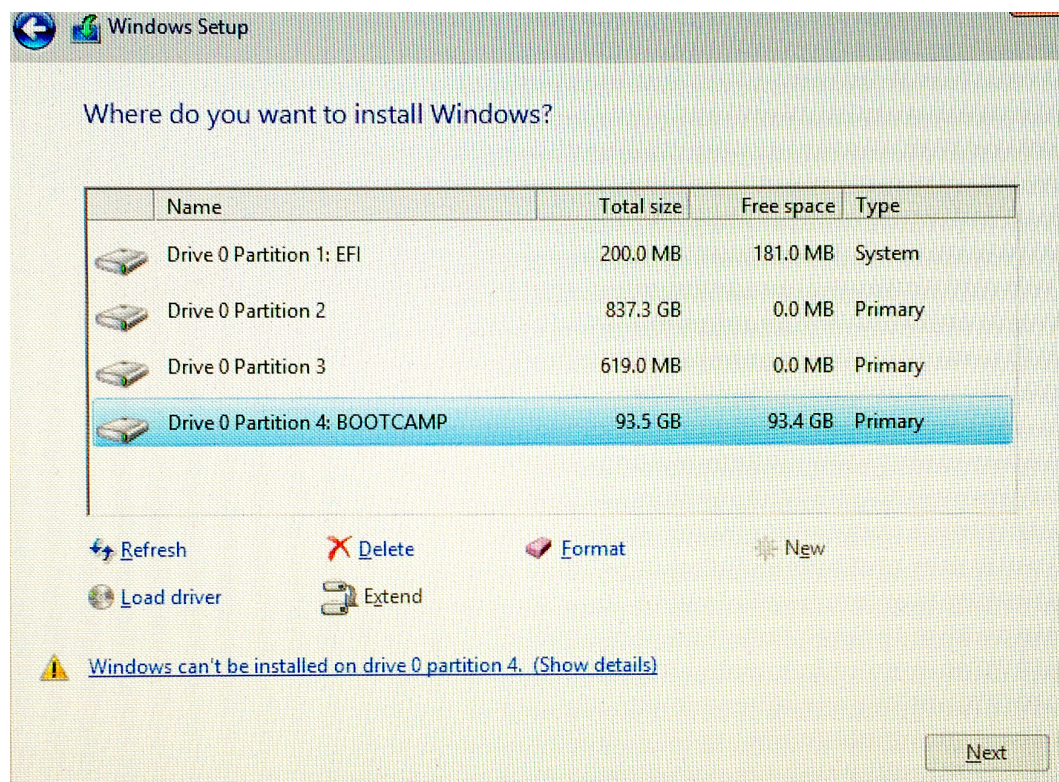 Windows Setup
Where do you want to install Windows?
Name Total size Free space Type
Drive 0 Partition 1: EFI 200.0 MB 181.0 MB System
Drive 0 Partition 2 837.3 GB 0.0 MB Primary
Drive 0 Partition 3 619.0 MB 0.0 MB Primary
Drive 0 Partition 4: BOOTCAMP 93.5 GB 93.4 GB Primary
Refresh Delete Format New
Load driver Extend
Windows can't be installed on drive 0 partition 4. (Show details)
Next